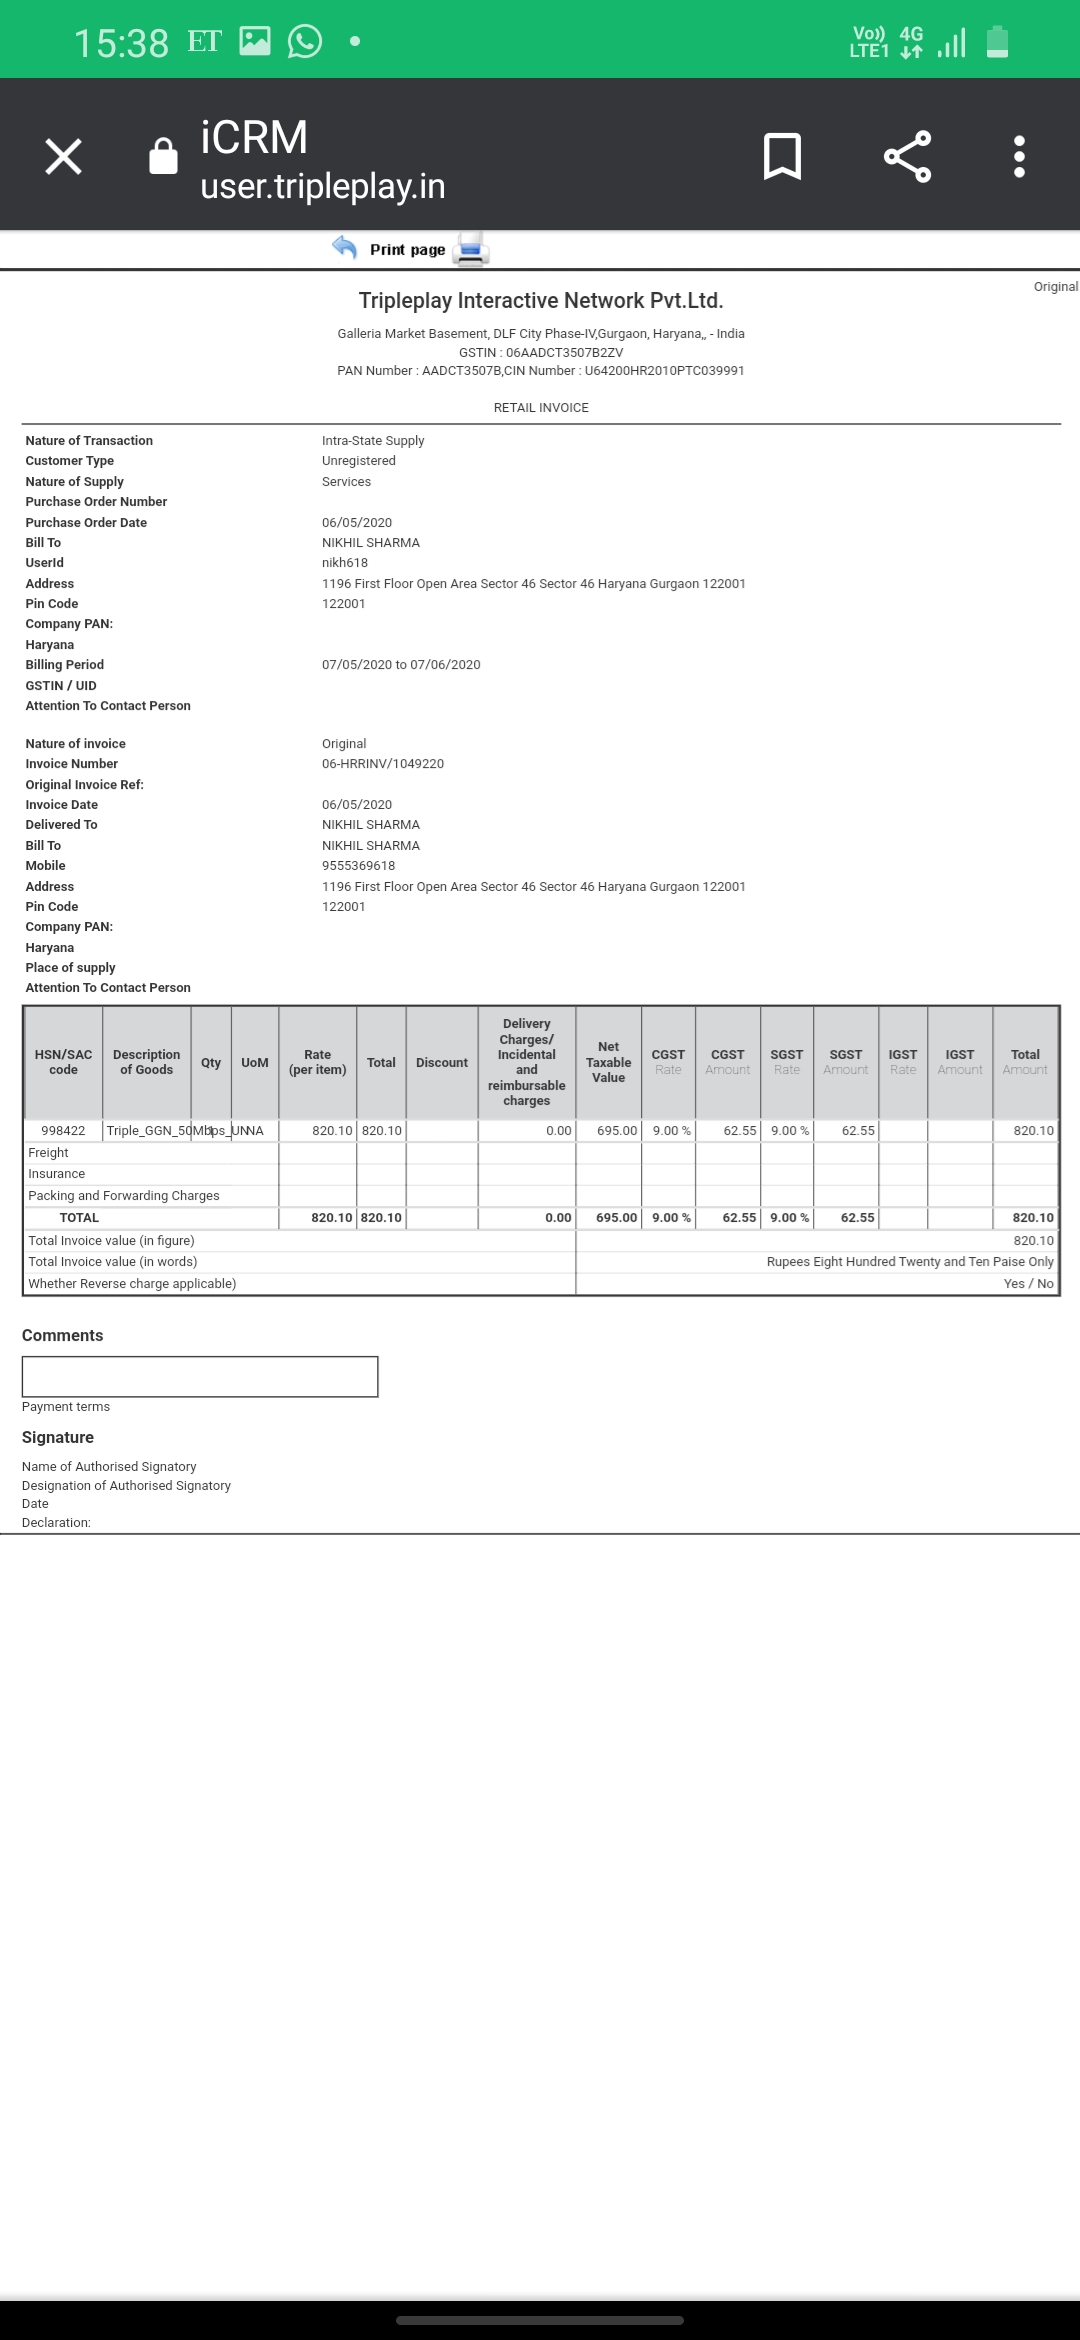 15:38 ET Vo)) LTE1 4G
iCRM
user.tripleplay.in
Print page
Original
Tripleplay Interactive Network Pvt.Ltd.
Galleria Market Basement, DLF City Phase-IV,Gurgaon, Haryana,, - India
GSTIN : 06AADCT3507B2ZV
PAN Number : AADCT3507B,CIN Number : U64200HR2010PTC039991
RETAIL INVOICE
Nature of Transaction Intra-State Supply
Customer Type Unregistered
Nature of Supply Services
Purchase Order Number
Purchase Order Date 06/05/2020
Bill To NIKHIL SHARMA
UserId nikh618
Address 1196 First Floor Open Area Sector 46 Sector 46 Haryana Gurgaon 122001
Pin Code 122001
Company PAN:
Haryana
Billing Period 07/05/2020 to 07/06/2020
GSTIN / UID
Attention To Contact Person
Nature of invoice Original
Invoice Number 06-HRRINV/1049220
Original Invoice Ref:
Invoice Date 06/05/2020
Delivered To NIKHIL SHARMA
Bill To NIKHIL SHARMA
Mobile 9555369618
Address 1196 First Floor Open Area Sector 46 Sector 46 Haryana Gurgaon 122001
Pin Code 122001
Company PAN:
Haryana
Place of supply
Attention To Contact Person
HSN/SAC code Description of Goods Qty UoM Rate (per item) Total Discount Delivery Charges/ Incidental and reimbursable charges Net Taxable Value CGST Rate CGST Amount SGST Rate SGST Amount IGST Rate IGST Amount Total Amount
998422 Triple_GGN_50Mbps_UN NA 820.10 820.10 0.00 695.00 9.00 % 62.55 9.00 % 62.55 820.10
Freight
Insurance
Packing and Forwarding Charges
TOTAL 820.10 820.10 0.00 695.00 9.00 % 62.55 9.00 % 62.55 820.10
Total Invoice value (in figure) 820.10
Total Invoice value (in words) Rupees Eight Hundred Twenty and Ten Paise Only
Whether Reverse charge applicable) Yes / No
Comments
Payment terms
Signature
Name of Authorised Signatory
Designation of Authorised Signatory
Date
Declaration: